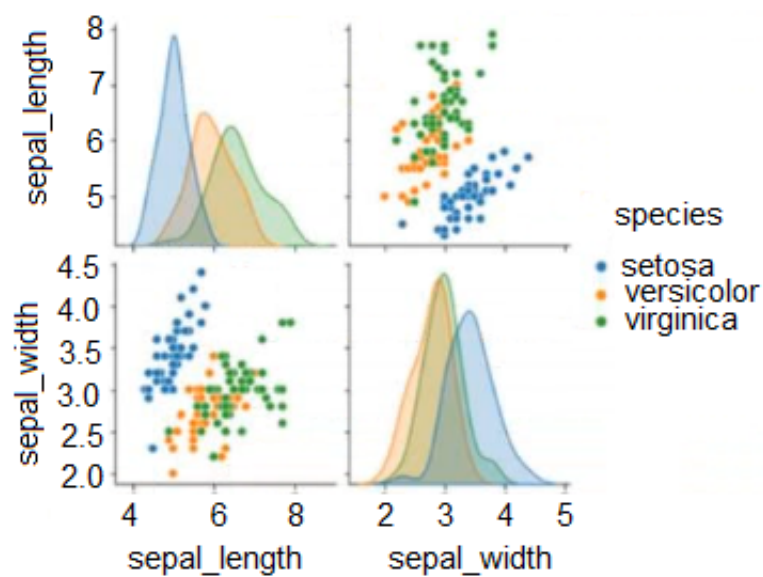 sepal_length
8
7
6
5
species
setosa
versicolor
virginica
sepal_width
4.5
4.0
3.5
3.0
2.5
2.0
4 6 8
2 3 4 5
sepal_length
sepal_width